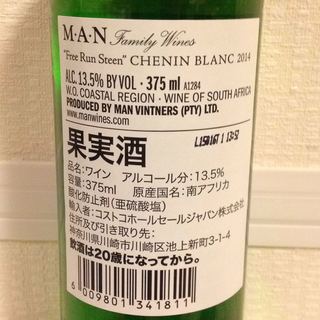 M·A·N Family Wines
"Free Run Steen" CHENIN BLANC 2014
ALC. 13.5% BY VOL · 375 ml A1284
W.O. COASTAL REGION · WINE OF SOUTH AFRICA
PRODUCED BY MAN VINTNERS (PTY) LTD.
www.manwines.com
果実酒
品名:ワイン アルコール分:13.5%
容量:375ml 原産国名:南アフリカ
酸化防止剤(亜硫酸塩)
輸入者:コストコホールセールジャパン株式会社
住所及び引取り先:
神奈川県川崎市川崎区池上新町3-1-4
飲酒は20歳になってから。
6 009801 341811